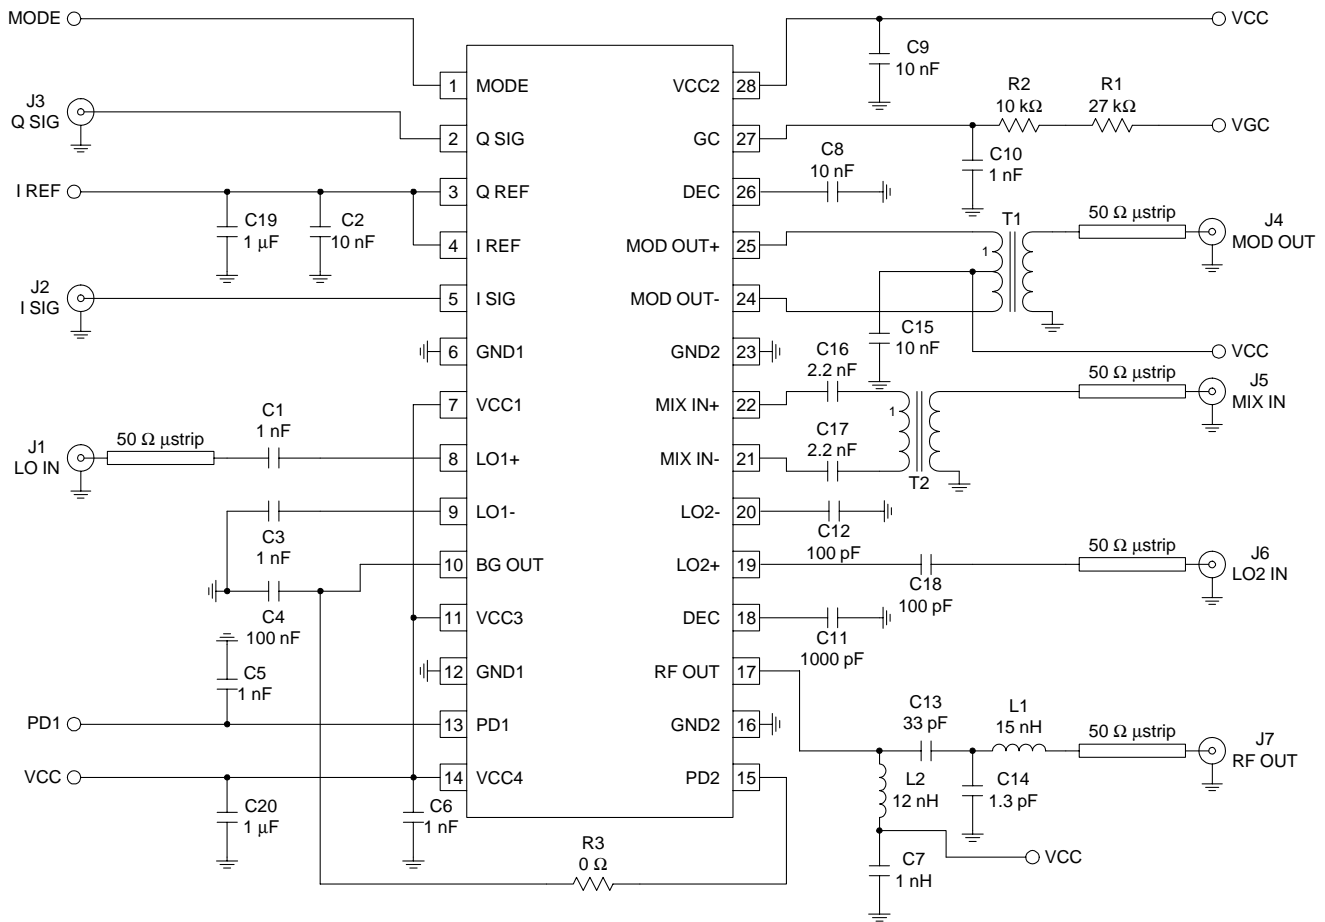 MODE
J3
Q SIG
I REF
C19
1 µF
C2
10 nF
J2
I SIG
C1
1 nF
J1
LO IN
50 Ω µstrip
C3
1 nF
C4
100 nF
C5
1 nF
PD1
VCC
C20
1 µF
C6
1 nF
R3
0 Ω
1 MODE
2 Q SIG
3 Q REF
4 I REF
5 I SIG
6 GND1
7 VCC1
8 LO1+
9 LO1-
10 BG OUT
11 VCC3
12 GND1
13 PD1
14 VCC4
VCC2 28
GC 27
DEC 26
MOD OUT+ 25
MOD OUT- 24
GND2 23
MIX IN+ 22
MIX IN- 21
LO2- 20
LO2+ 19
DEC 18
RF OUT 17
GND2 16
PD2 15
C9
10 nF
VCC
R2
10 kΩ
R1
27 kΩ
VGC
C10
1 nF
C8
10 nF
T1
1
50 Ω µstrip
J4
MOD OUT
C15
10 nF
VCC
C16
2.2 nF
1
50 Ω µstrip
J5
MIX IN
C17
2.2 nF
T2
C12
100 pF
C18
100 pF
50 Ω µstrip
J6
LO2 IN
C11
1000 pF
C13
33 pF
L1
15 nH
50 Ω µstrip
J7
RF OUT
L2
12 nH
C14
1.3 pF
VCC
C7
1 nH